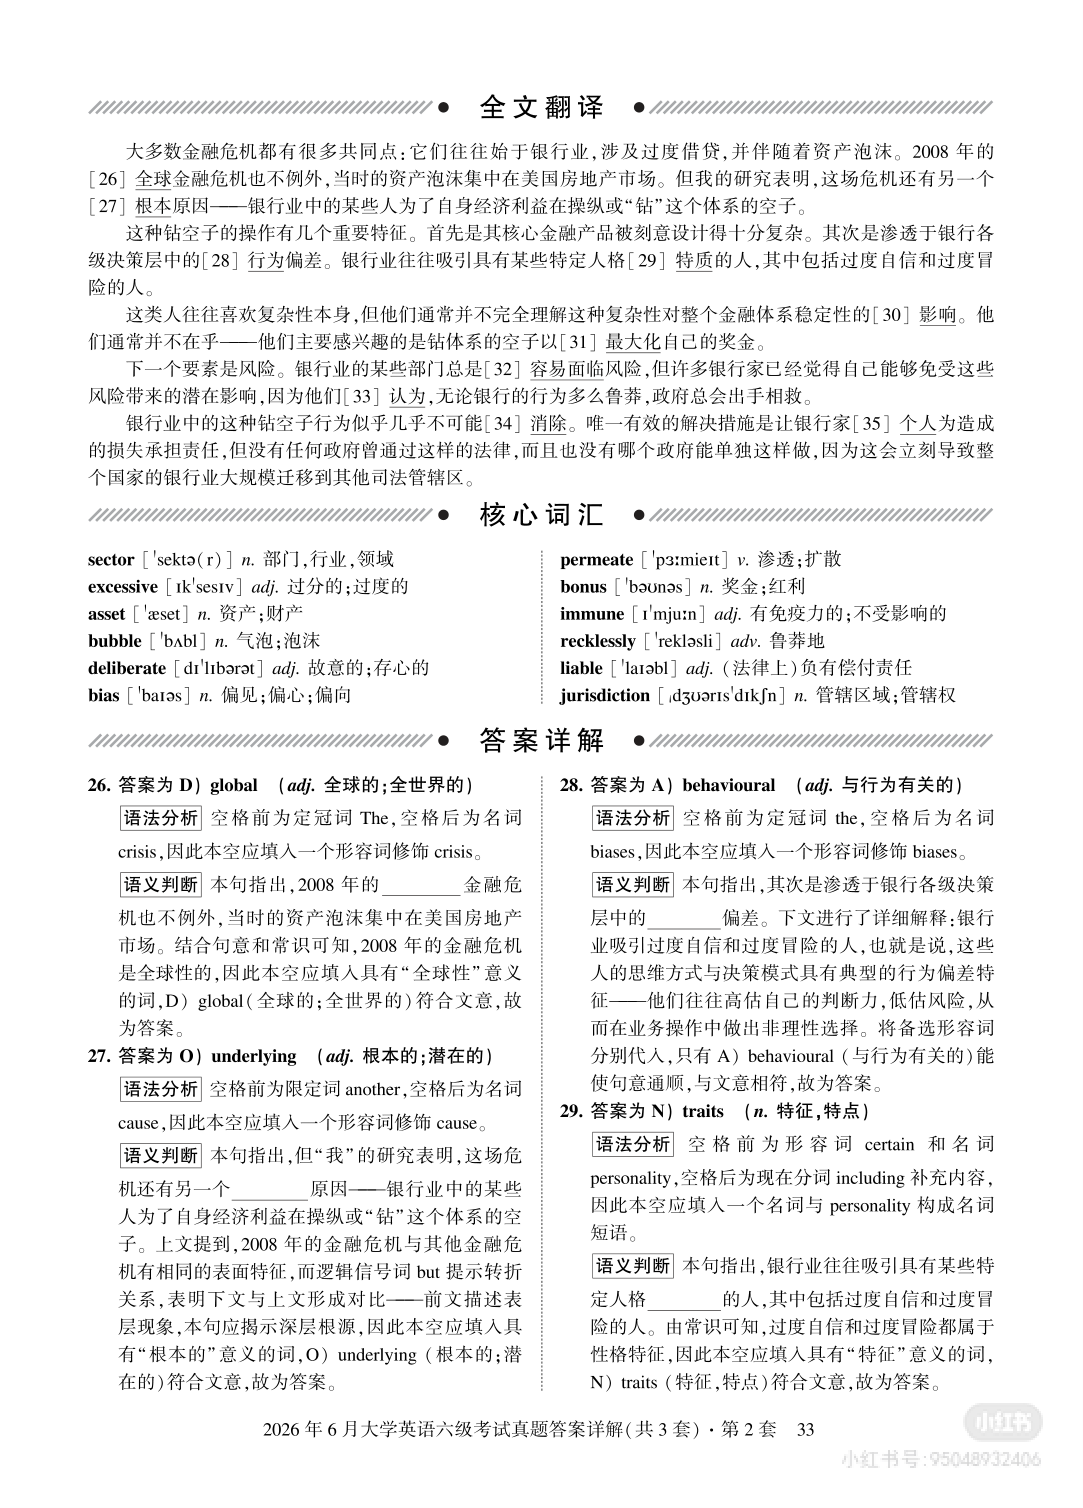 全文翻译
大多数金融危机都有很多共同点:它们往往始于银行业,涉及过度借贷,并伴随着资产泡沫。2008 年的
[26] 全球金融危机也不例外,当时的资产泡沫集中在美国房地产市场。但我的研究表明,这场危机还有另一个
[27] 根本原因——银行业中的某些人为了自身经济利益在操纵或“钻”这个体系的空子。
这种钻空子的操作有几个重要特征。首先是其核心金融产品被刻意设计得十分复杂。其次是渗透于银行各
级决策层中的[28] 行为偏差。银行业往往吸引具有某些特定人格[29] 特质的人,其中包括过度自信和过度冒
险的人。
这类人往往喜欢复杂性本身,但他们通常并不完全理解这种复杂性对整个金融体系稳定性的[30] 影响。他
们通常并不在乎——他们主要感兴趣的是钻体系的空子以[31] 最大化自己的奖金。
下一个要素是风险。银行业的某些部门总是[32] 容易面临风险,但许多银行家已经觉得自己能够免受这些
风险带来的潜在影响,因为他们[33] 认为,无论银行的行为多么鲁莽,政府总会出手相救。
银行业中的这种钻空子行为似乎几乎不可能[34] 消除。唯一有效的解决措施是让银行家[35] 个人为造成
的损失承担责任,但没有任何政府曾通过这样的法律,而且也没有哪个政府能单独这样做,因为这会立刻导致整
个国家的银行业大规模迁移到其他司法管辖区。
核心词汇
sector [ˈsektə(r)] n. 部门,行业,领域
excessive [ɪkˈsesɪv] adj. 过分的;过度的
asset [ˈæset] n. 资产;财产
bubble [ˈbʌbl] n. 气泡;泡沫
deliberate [dɪˈlɪbərət] adj. 故意的;存心的
bias [ˈbaɪəs] n. 偏见;偏心;偏向
permeate [ˈpɜːmieɪt] v. 渗透;扩散
bonus [ˈbəʊnəs] n. 奖金;红利
immune [ɪˈmjuːn] adj. 有免疫力的;不受影响的
recklessly [ˈrekləsli] adv. 鲁莽地
liable [ˈlaɪəbl] adj. (法律上)负有偿付责任
jurisdiction [ˌdʒʊərɪsˈdɪkʃn] n. 管辖区域;管辖权
答案详解
26. 答案为 D) global (adj. 全球的;全世界的)
语法分析 空格前为定冠词 The,空格后为名词
crisis,因此本空应填入一个形容词修饰 crisis。
语义判断 本句指出,2008 年的________金融危
机也不例外,当时的资产泡沫集中在美国房地产
市场。结合句意和常识可知,2008 年的金融危机
是全球性的,因此本空应填入具有“全球性”意义
的词,D) global(全球的;全世界的)符合文意,故
为答案。
27. 答案为 O) underlying (adj. 根本的;潜在的)
语法分析 空格前为限定词 another,空格后为名词
cause,因此本空应填入一个形容词修饰 cause。
语义判断 本句指出,但“我”的研究表明,这场危
机还有另一个________原因——银行业中的某些
人为了自身经济利益在操纵或“钻”这个体系的空
子。上文提到,2008 年的金融危机与其他金融危
机有相同的表面特征,而逻辑信号词 but 提示转折
关系,表明下文与上文形成对比——前文描述表
层现象,本句应揭示深层根源,因此本空应填入具
有“根本的”意义的词,O) underlying (根本的;潜
在的)符合文意,故为答案。
28. 答案为 A) behavioural (adj. 与行为有关的)
语法分析 空格前为定冠词 the,空格后为名词
biases,因此本空应填入一个形容词修饰 biases。
语义判断 本句指出,其次是渗透于银行各级决策
层中的________偏差。下文进行了详细解释:银行
业吸引过度自信和过度冒险的人,也就是说,这些
人的思维方式与决策模式具有典型的行为偏差特
征——他们往往高估自己的判断力,低估风险,从
而在业务操作中做出非理性选择。将备选形容词
分别代入,只有 A) behavioural (与行为有关的)能
使句意通顺,与文意相符,故为答案。
29. 答案为 N) traits (n. 特征,特点)
语法分析 空格前为形容词 certain 和名词
personality,空格后为现在分词 including 补充内容,
因此本空应填入一个名词与 personality 构成名词
短语。
语义判断 本句指出,银行业往往吸引具有某些特
定人格________的人,其中包括过度自信和过度冒
险的人。由常识可知,过度自信和过度冒险都属于
性格特征,因此本空应填入具有“特征”意义的词,
N) traits (特征,特点)符合文意,故为答案。
2026 年 6 月大学英语六级考试真题答案详解(共 3 套)·第 2 套 33
小红书
小红书号:95048932406